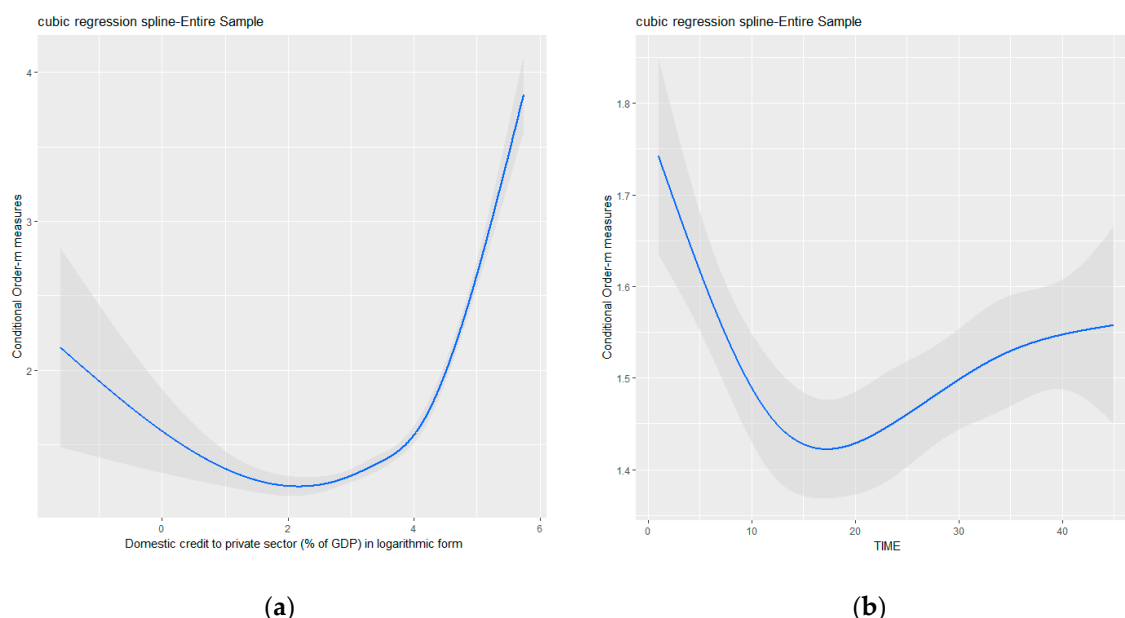 cubic regression spline-Entire Sample
Conditional Order-m measures
4
3
2
0
2
4
6
Domestic credit to private sector (% of GDP) in logarithmic form
(a)
cubic regression spline-Entire Sample
Conditional Order-m measures
1.8
1.7
1.6
1.5
1.4
0
10
20
30
40
TIME
(b)